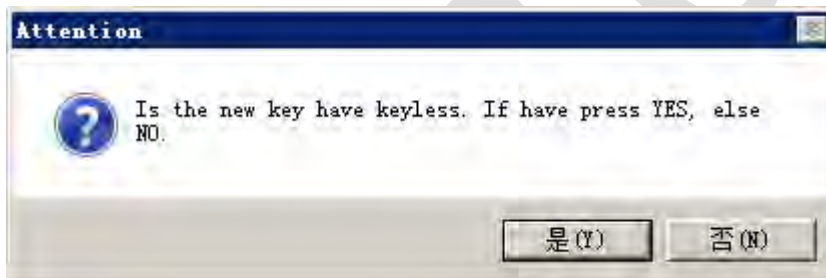 Attention
Is the new key have keyless. If have press YES, else
NO.
是(Y) 否(N)